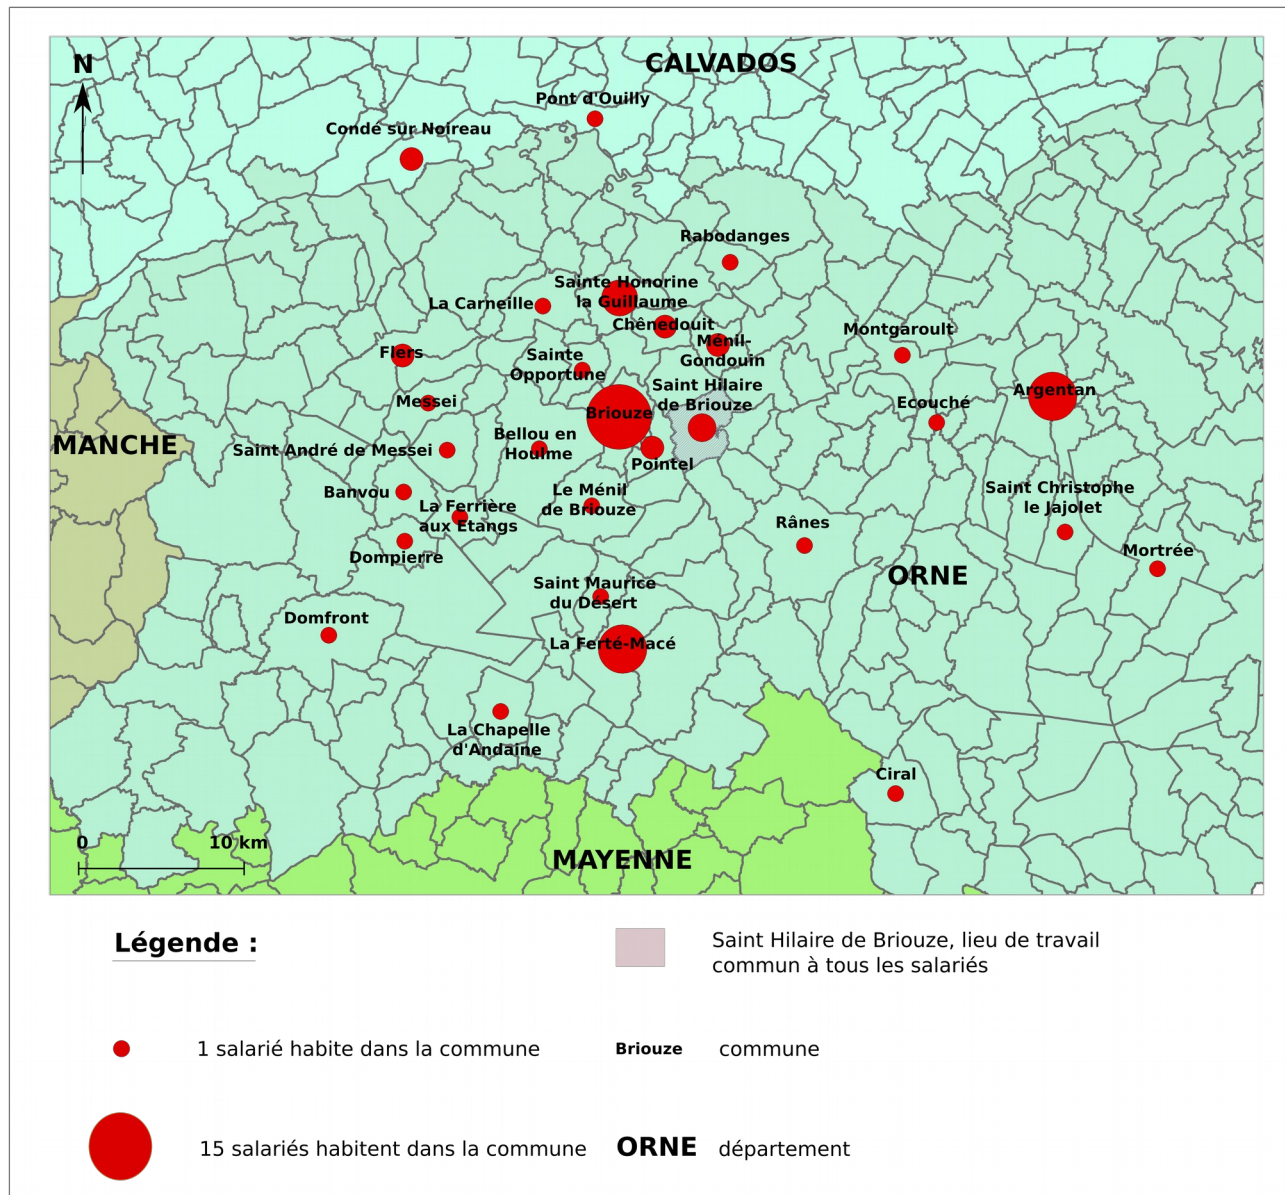 N
CALVADOS
Pont d'Ouilly
Condé sur Noireau
Rabodanges
Sainte Honorine
la Guillaume
La Carneille
Chênedouit
Montgaroult
Ménil-
Gondouin
Flers
Sainte
Opportune
Saint Hilaire
de Briouze
Argentan
Messei
Briouze
Ecouché
MANCHE
Saint André de Messei
Bellou en
Houlme
Pointel
Banvou
Le Ménil
de Briouze
Saint Christophe
le Jajolet
La Ferrière
aux Etangs
Rânes
Dompierre
Mortrée
ORNE
Saint Maurice
du Désert
Domfront
La Ferté-Macé
La Chapelle
d'Andaine
Ciral
0 10 km
MAYENNE
Légende :
Saint Hilaire de Briouze, lieu de travail
commun à tous les salariés
1 salarié habite dans la commune
Briouze commune
15 salariés habitent dans la commune
ORNE département